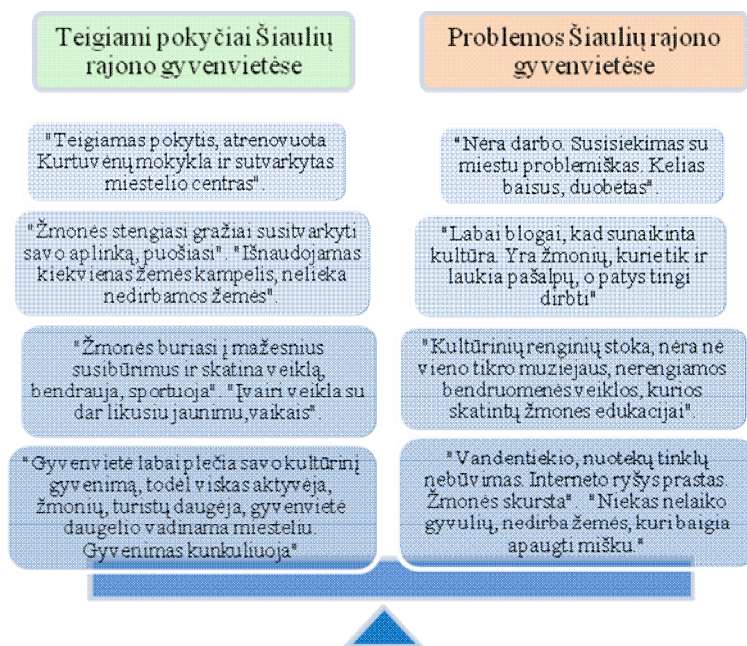 Teigiami pokyčiai Šiaulių
rajono gyvenvietėse
"Teigiamas pokytis, atrenovuota
Kurtuvėnų mokykla ir sutvarkytas
miestelio centras".
"Žmonės stengiasi gražiai susitvarkyti
savo aplinką, puošiasi". "Išnaudojamas
kiekvienas žemės kampelis, nelieka
nedirbamos žemės".
"Žmonės buriasi į mažesnius
susibūrimus ir skatina veiklą,
bendrauja, sportuoja". "Įvairi veikla su
dar likusiu jaunimu,vaikais".
"Gyvenvietė labai plečia savo kultūrinį
gyvenimą, todėl viskas aktyvėja,
žmonių, turistų daugėja, gyvenvietė
daugelio vadinama miesteliu.
Gyvenimas kunkuliuoja"
Problemos Šiaulių rajono
gyvenvietėse
"Nėra darbo. Susisiekimas su
miestu problemiškas. Kelias
baisus, duobėtas".
"Labai blogai, kad sunaikinta
kultūra. Yra žmonių, kurie tik ir
laukia pašalpų, o patys tingi
dirbti"
"Kultūrinių renginių stoka, nėra nė
vieno tikro muziejaus, nerengiamos
bendruomenės veiklos, kurios
skatintų žmones edukacijai".
"Vandentiekio, nuotekų tinklų
nebūvimas. Interneto ryšys prastas.
Žmonės skursta" . "Niekas nelaiko
gyvulių, nedirba žemės, kuri baigia
apaugti mišku."